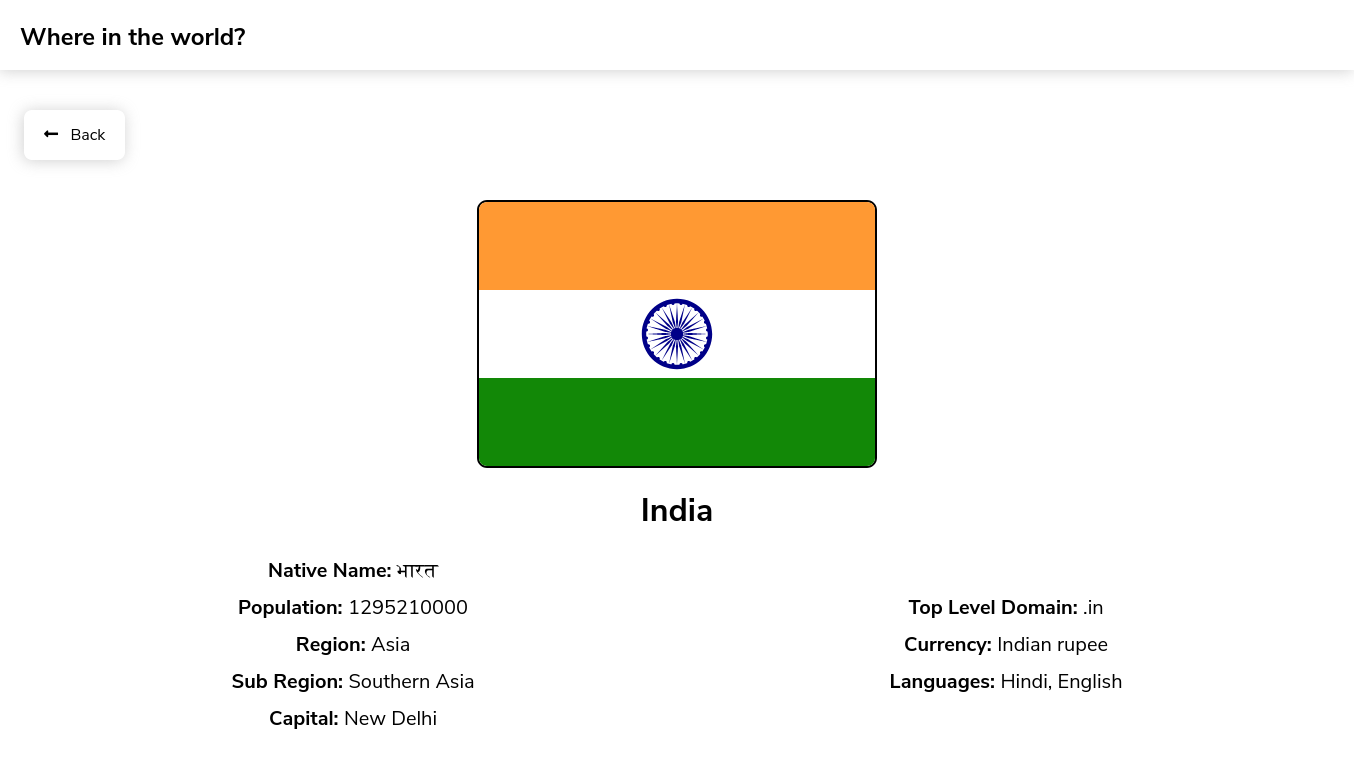 Where in the world?
Back
India
Native Name: भारत
Population: 1295210000
Region: Asia
Sub Region: Southern Asia
Capital: New Delhi
Top Level Domain: .in
Currency: Indian rupee
Languages: Hindi, English